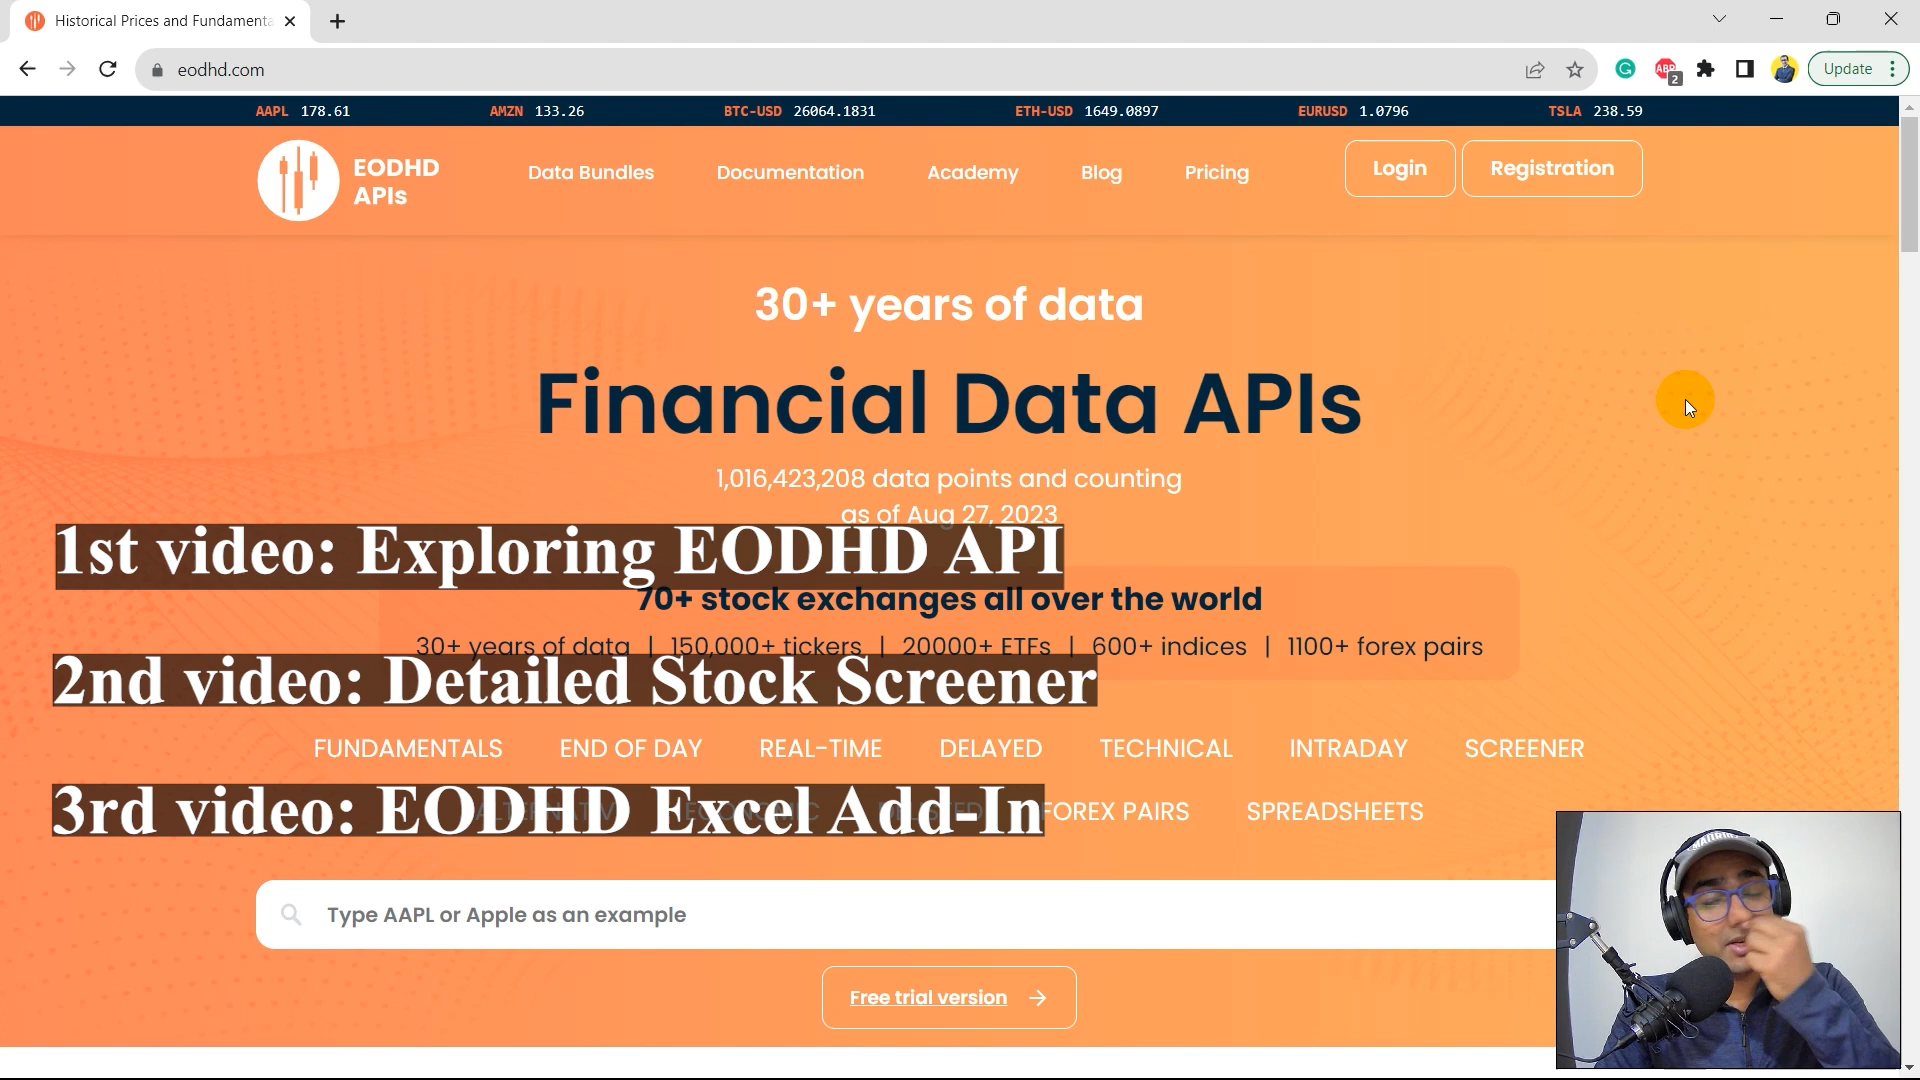 Historical Prices and Fundamenta
eodhd.com
ABP
2
Update
AAPL 178.61 AMZN 133.26 BTC-USD 26064.1831 ETH-USD 1649.0897 EURUSD 1.0796 TSLA 238.59
EODHD
APIs
Data Bundles Documentation Academy Blog Pricing Login Registration
30+ years of data
Financial Data APIs
1,016,423,208 data points and counting
as of Aug 27, 2023
1st video: Exploring EODHD API
70+ stock exchanges all over the world
30+ years of data | 150,000+ tickers | 20000+ ETFs | 600+ indices | 1100+ forex pairs
2nd video: Detailed Stock Screener
FUNDAMENTALS END OF DAY REAL-TIME DELAYED TECHNICAL INTRADAY SCREENER
3rd video: EODHD Excel Add-In
FOREX PAIRS SPREADSHEETS
Type AAPL or Apple as an example
Free trial version